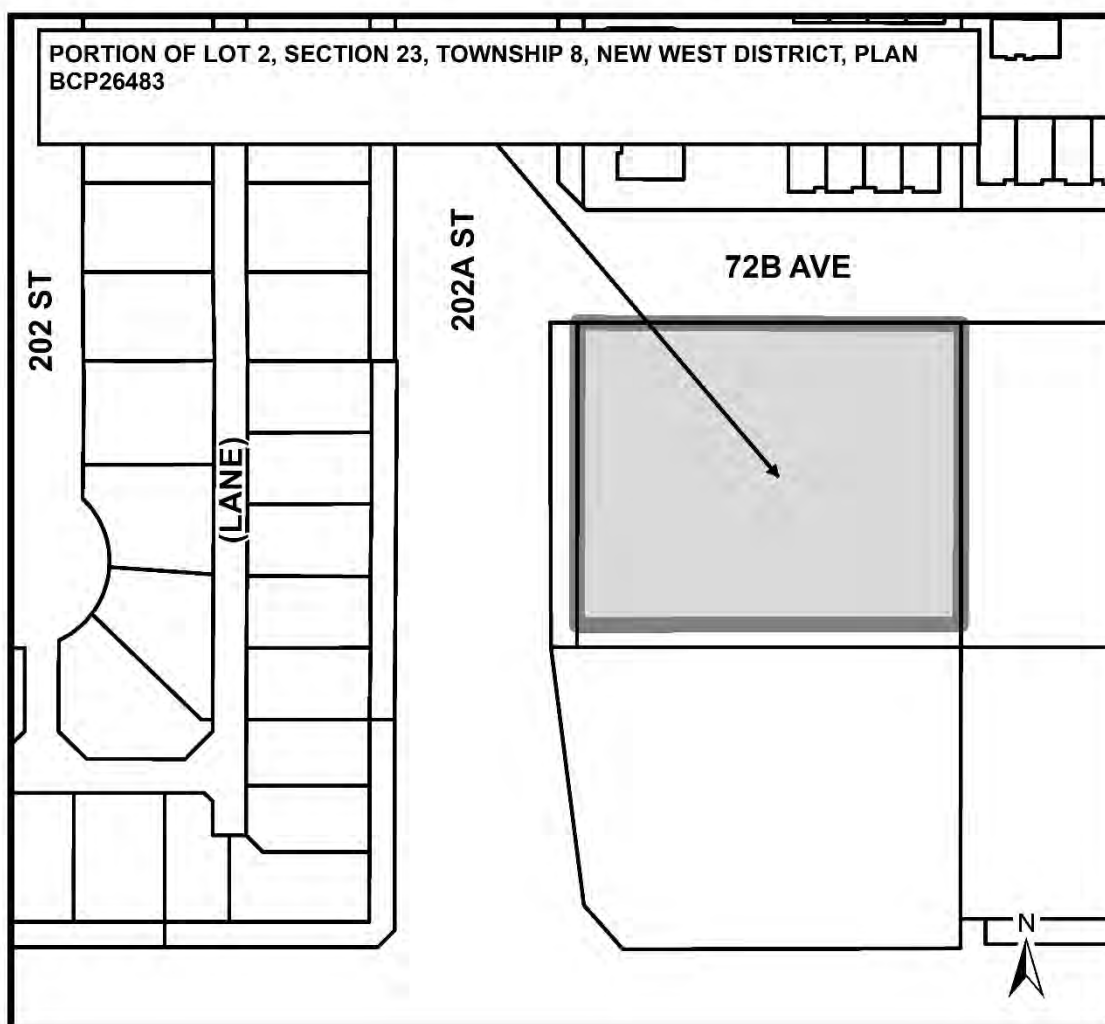 PORTION OF LOT 2, SECTION 23, TOWNSHIP 8, NEW WEST DISTRICT, PLAN
BCP26483
202 ST
(LANE)
202A ST
72B AVE
N